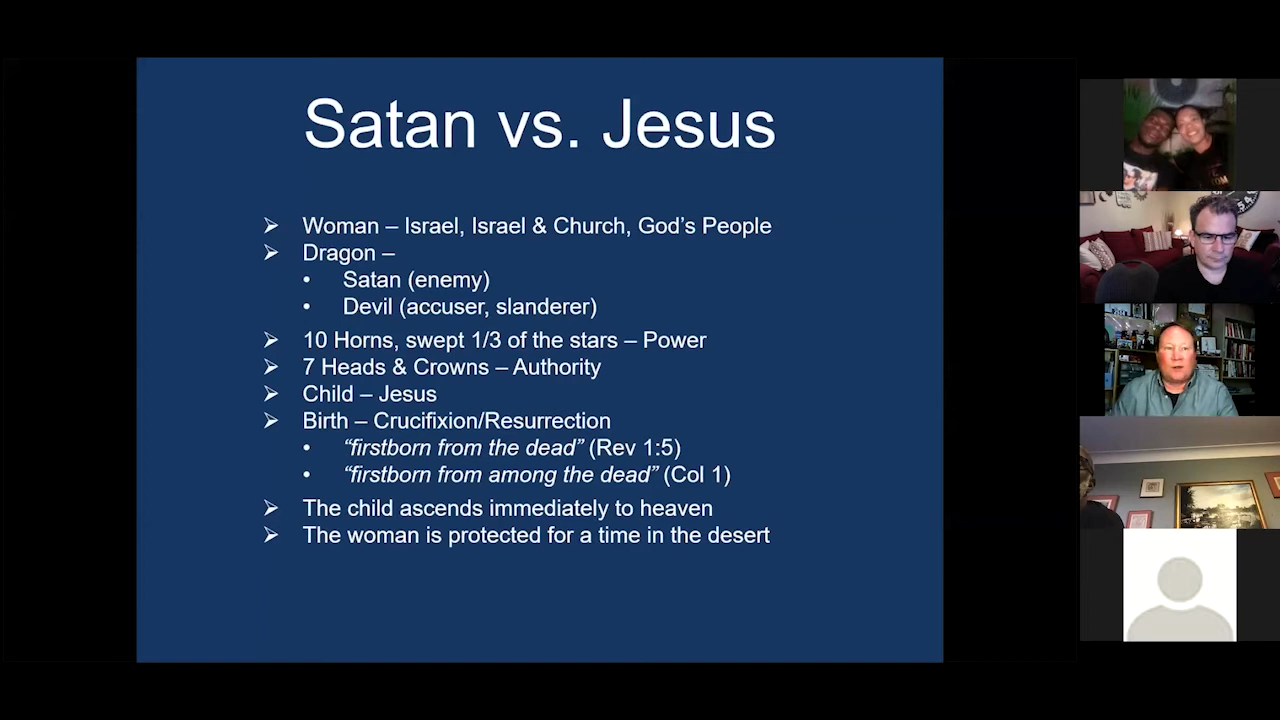 Satan vs. Jesus
➢ Woman – Israel, Israel & Church, God’s People
➢ Dragon –
• Satan (enemy)
• Devil (accuser, slanderer)
➢ 10 Horns, swept 1/3 of the stars – Power
➢ 7 Heads & Crowns – Authority
➢ Child – Jesus
➢ Birth – Crucifixion/Resurrection
• “firstborn from the dead” (Rev 1:5)
• “firstborn from among the dead” (Col 1)
➢ The child ascends immediately to heaven
➢ The woman is protected for a time in the desert